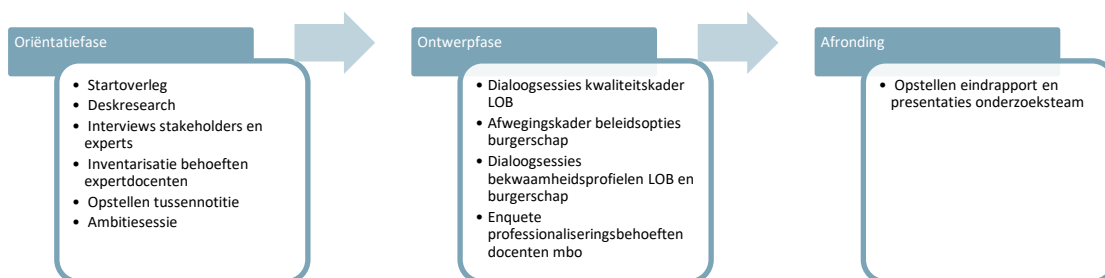 Oriëntatiefase
• Startoverleg
• Deskresearch
• Interviews stakeholders en
experts
• Inventarisatie behoeften
expertdocenten
• Opstellen tussennotitie
• Ambitiesessie
Ontwerpfase
• Dialoogsessies kwaliteitskader
LOB
• Afwegingskader beleidsopties
burgerschap
• Dialoogsessies
bekwaamheidsprofielen LOB en
burgerschap
• Enquete
professionaliseringsbehoeften
docenten mbo
Afronding
• Opstellen eindrapport en
presentaties onderzoeksteam